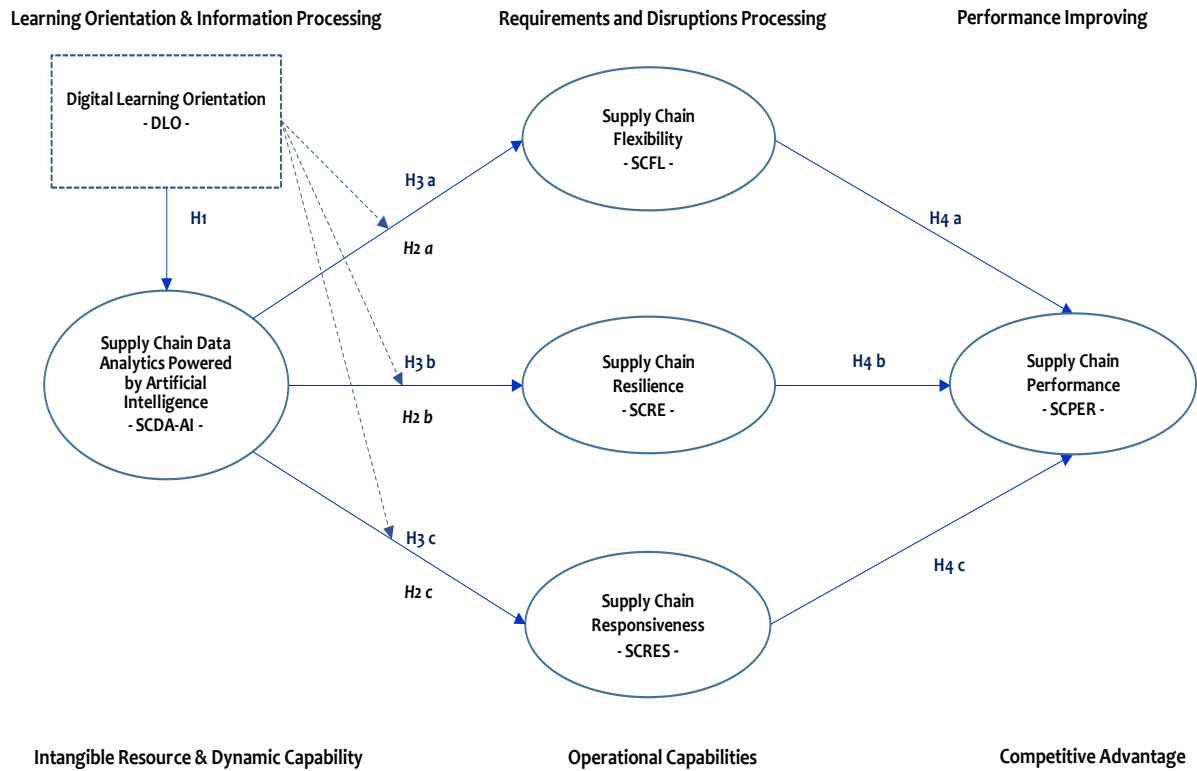 Learning Orientation & Information Processing
Requirements and Disruptions Processing
Performance Improving
Digital Learning Orientation
- DLO -
H1
Supply Chain Data
Analytics Powered
by Artificial
Intelligence
- SCDA-AI -
H3 a
H2 a
H3 b
H2 b
H3 c
H2 c
Supply Chain
Flexibility
- SCFL -
Supply Chain
Resilience
- SCRE -
Supply Chain
Responsiveness
- SCRES -
H4 a
H4 b
H4 c
Supply Chain
Performance
- SCPER -
Intangible Resource & Dynamic Capability
Operational Capabilities
Competitive Advantage